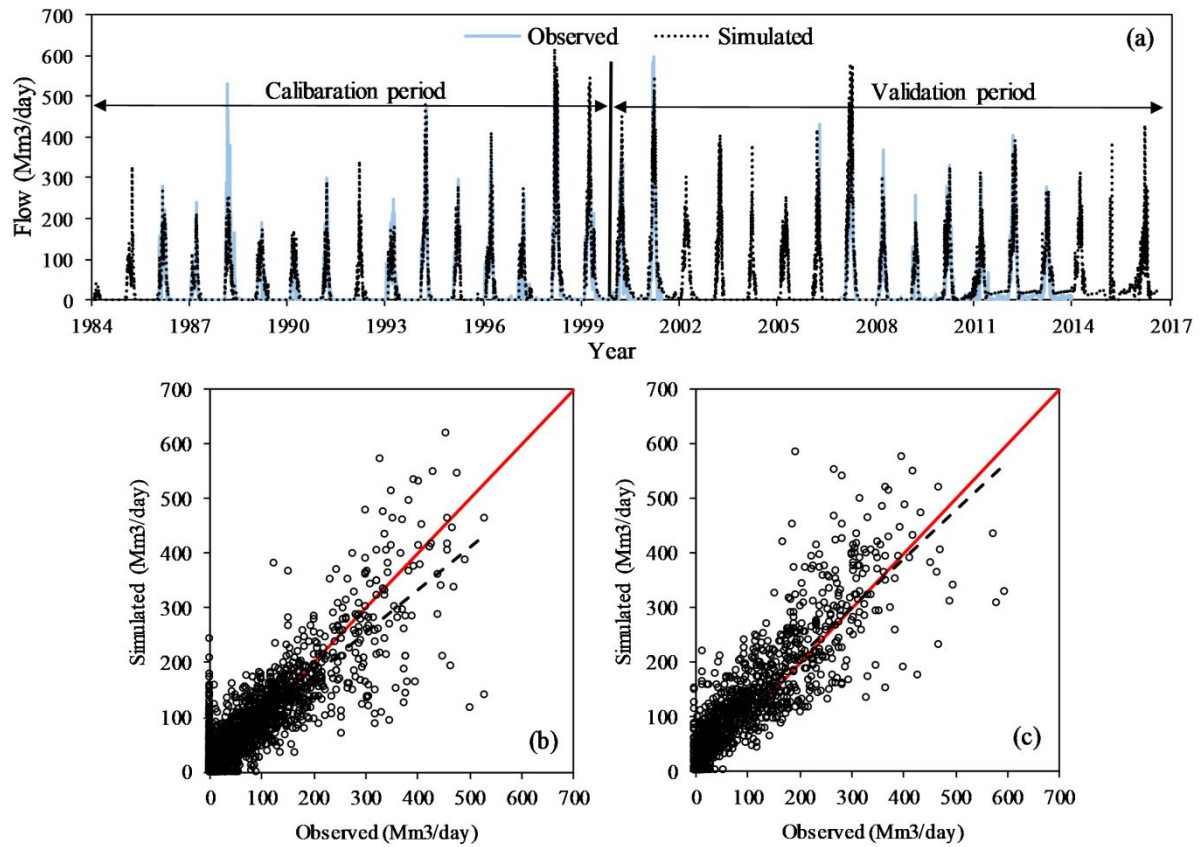 700
600
500
400
300
200
100
0
Flow (Mm3/day)
Observed
Simulated
(a)
Calibaration period
Validation period
1984 1987 1990 1993 1996 1999 2002 2005 2008 2011 2014 2017
Year
700
600
500
400
300
200
100
0
Simulated (Mm3/day)
(b)
0 100 200 300 400 500 600 700
Observed (Mm3/day)
700
600
500
400
300
200
100
0
Simulated (Mm3/day)
(c)
0 100 200 300 400 500 600 700
Observed (Mm3/day)